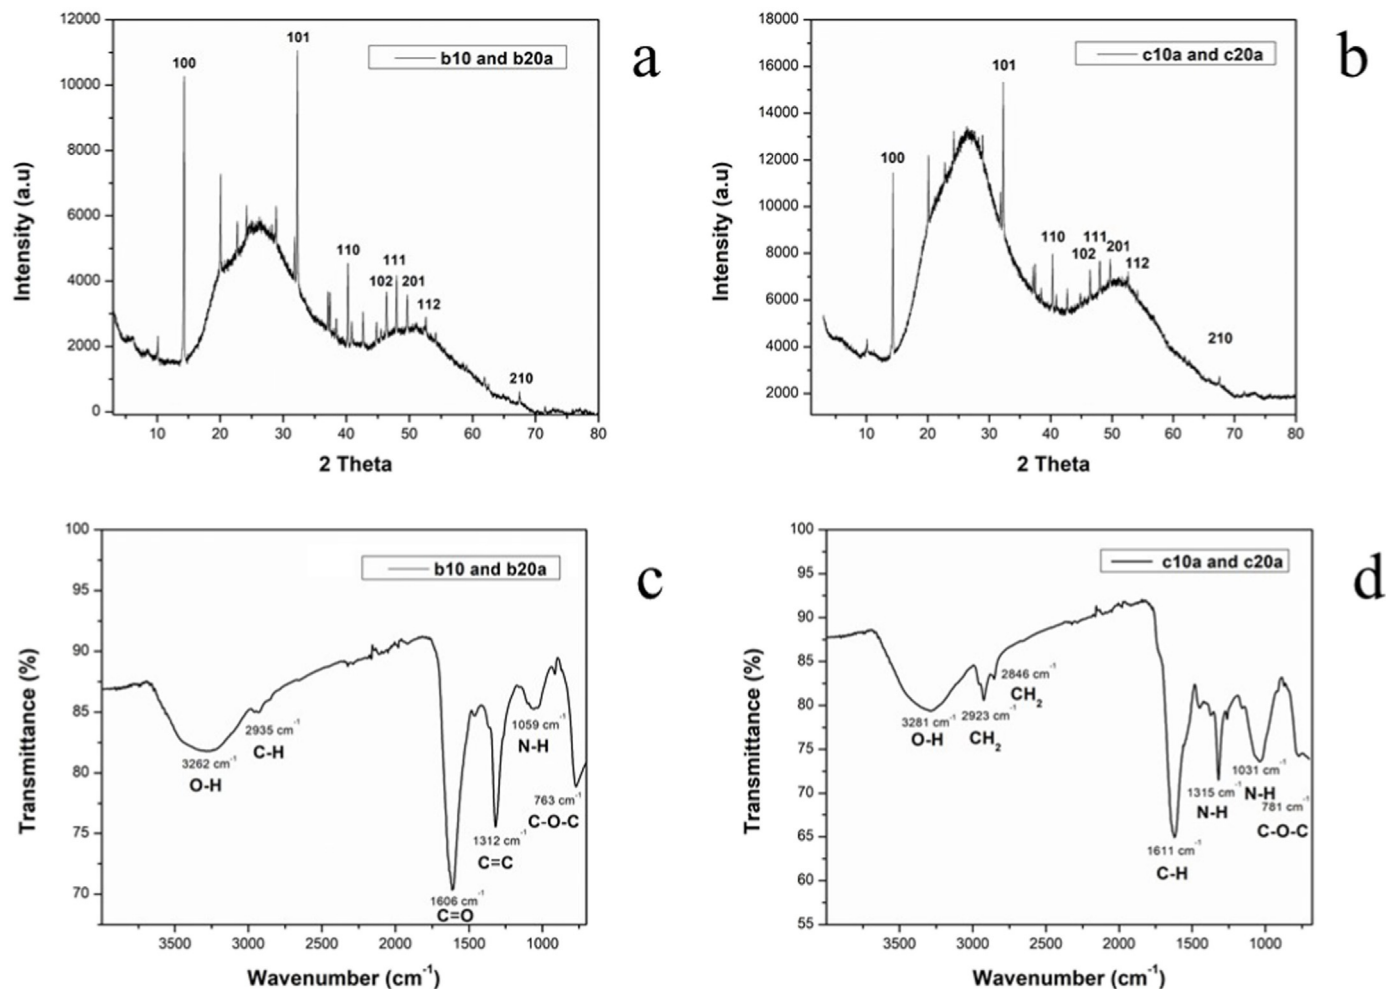 12000
10000
8000
6000
4000
2000
0
Intensity (a.u)
100
101
110
102
111
201
112
210
b10 and b20a
10 20 30 40 50 60 70 80
2 Theta
a
18000
16000
14000
12000
10000
8000
6000
4000
2000
Intensity (a.u)
100
101
110
102
111
201
112
210
c10a and c20a
10 20 30 40 50 60 70 80
2 Theta
b
100
95
90
85
80
75
70
Transmittance (%)
b10 and b20a
3262 cm⁻¹
O-H
2935 cm⁻¹
C-H
1606 cm⁻¹
C=O
1312 cm⁻¹
C=C
1059 cm⁻¹
N-H
763 cm⁻¹
C-O-C
3500 3000 2500 2000 1500 1000
Wavenumber (cm⁻¹)
c
100
95
90
85
80
75
70
65
60
55
Transmittance (%)
c10a and c20a
3281 cm⁻¹
O-H
2923 cm⁻¹
CH₂
2846 cm⁻¹
CH₂
1611 cm⁻¹
C-H
1315 cm⁻¹
N-H
1031 cm⁻¹
N-H
781 cm⁻¹
C-O-C
3500 3000 2500 2000 1500 1000
Wavenumber (cm⁻¹)
d